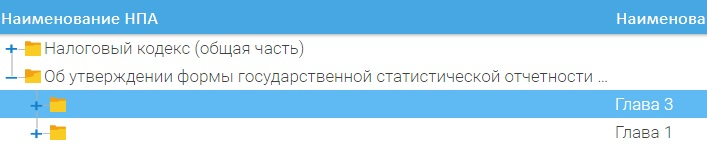 Наименование НПА Наименова
Налоговый кодекс (общая часть)
Об утверждении формы государственной статистической отчетности ...
Глава 3
Глава 1